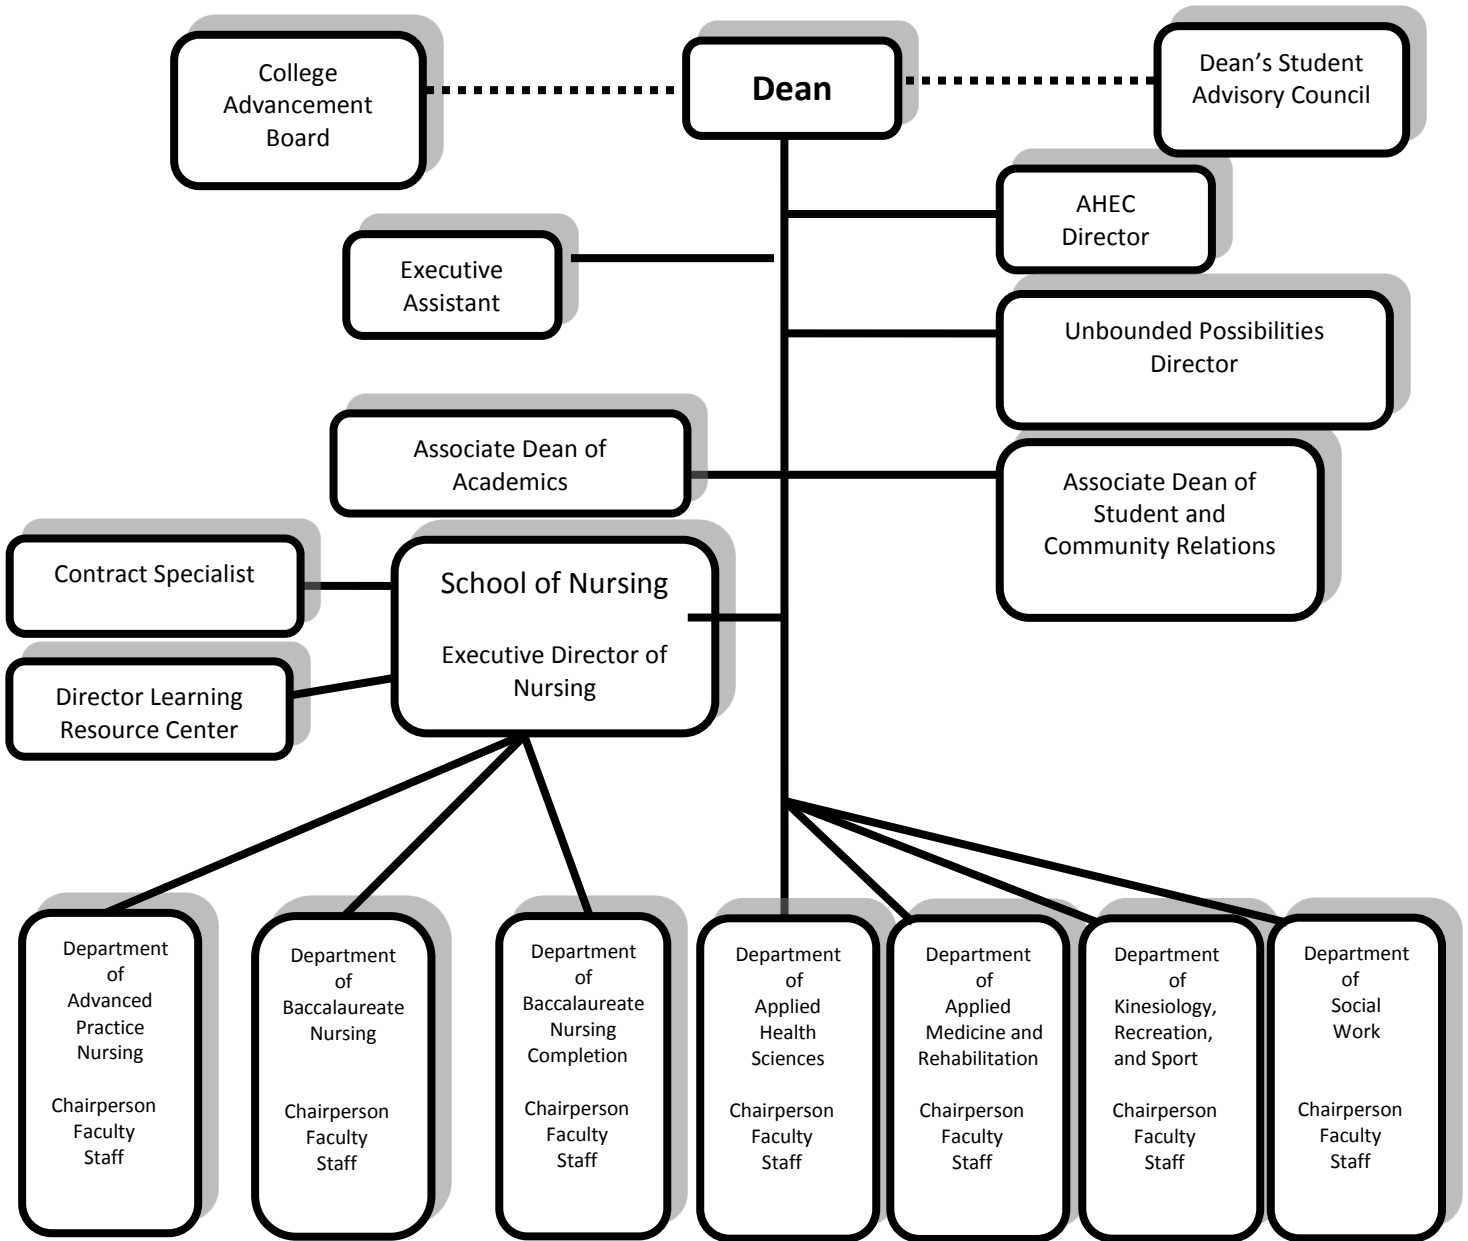 College
Advancement
Board
Dean
Dean’s Student
Advisory Council
AHEC
Director
Executive
Assistant
Unbounded Possibilities
Director
Associate Dean of
Academics
Associate Dean of
Student and
Community Relations
Contract Specialist
School of Nursing
Executive Director of
Nursing
Director Learning
Resource Center
Department
of
Advanced
Practice
Nursing
Chairperson
Faculty
Staff
Department
of
Baccalaureate
Nursing
Chairperson
Faculty
Staff
Department
of
Baccalaureate
Nursing
Completion
Chairperson
Faculty
Staff
Department
of
Applied
Health
Sciences
Chairperson
Faculty
Staff
Department
of
Applied
Medicine and
Rehabilitation
Chairperson
Faculty
Staff
Department
of
Kinesiology,
Recreation,
and Sport
Chairperson
Faculty
Staff
Department
of
Social
Work
Chairperson
Faculty
Staff